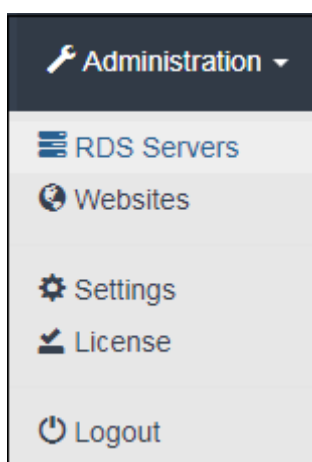 Administration
RDS Servers
Websites
Settings
License
Logout